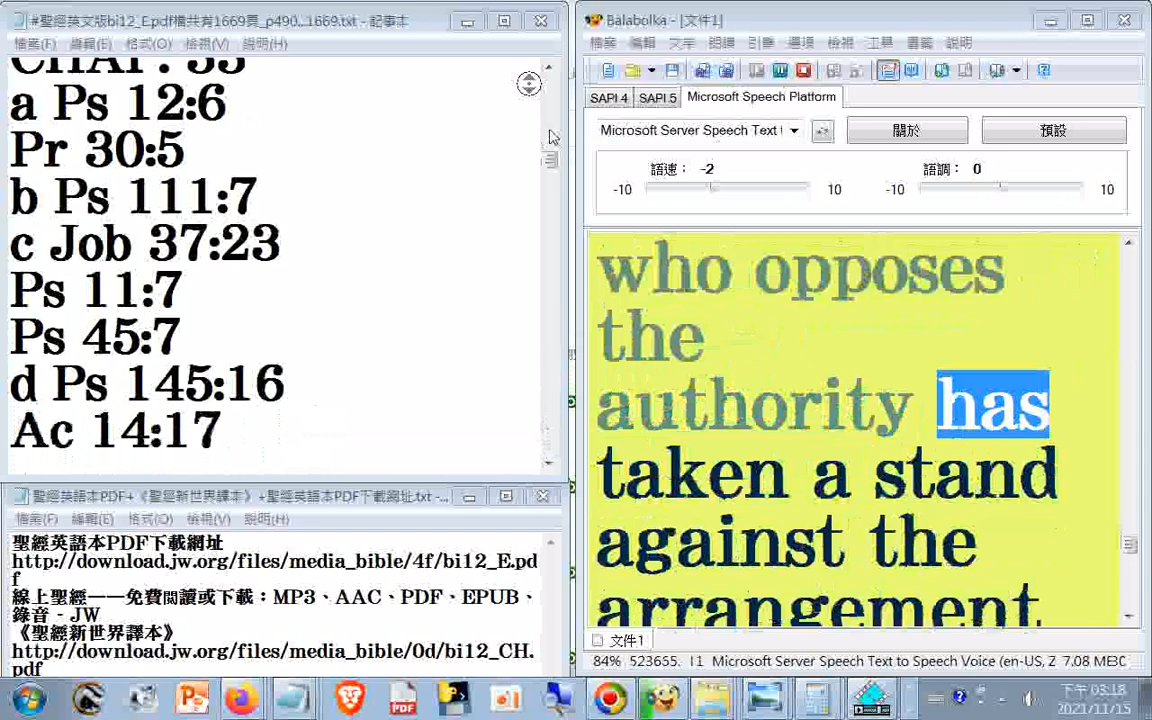 #聖經英文版bi12_E.pdf檔共有1669頁_p490...1669.txt - 記事本
檔案(F) 編輯(E) 格式(O) 檢視(V) 說明(H)
CHAP. 33
a Ps 12:6
Pr 30:5
b Ps 111:7
c Job 37:23
Ps 11:7
Ps 45:7
d Ps 145:16
Ac 14:17
聖經英語本PDF+《聖經新世界譯本》+聖經英語本PDF下載網址.txt -...
檔案(F) 編輯(E) 格式(O) 檢視(V) 說明(H)
聖經英語本PDF下載網址
http://download.jw.org/files/media_bible/4f/bi12_E.pd
f
線上聖經——免費閱讀或下載：MP3、AAC、PDF、EPUB、
錄音 - JW
《聖經新世界譯本》
http://download.jw.org/files/media_bible/0d/bi12_CH.
pdf
Balabolka - [文件1]
檔案 編輯 文字 朗讀 引擎 選項 檢視 工具 書籤 說明
SAPI 4 SAPI 5 Microsoft Speech Platform
Microsoft Server Speech Text 關於 預設
語速： -2 語調： 0
-10 10 -10 10
who opposes
the
authority has
taken a stand
against the
arrangement
文件1
84% 523655. I1 Microsoft Server Speech Text to Speech Voice (en-US, Z 7.08 MB
下午 03:18
2021/11/15